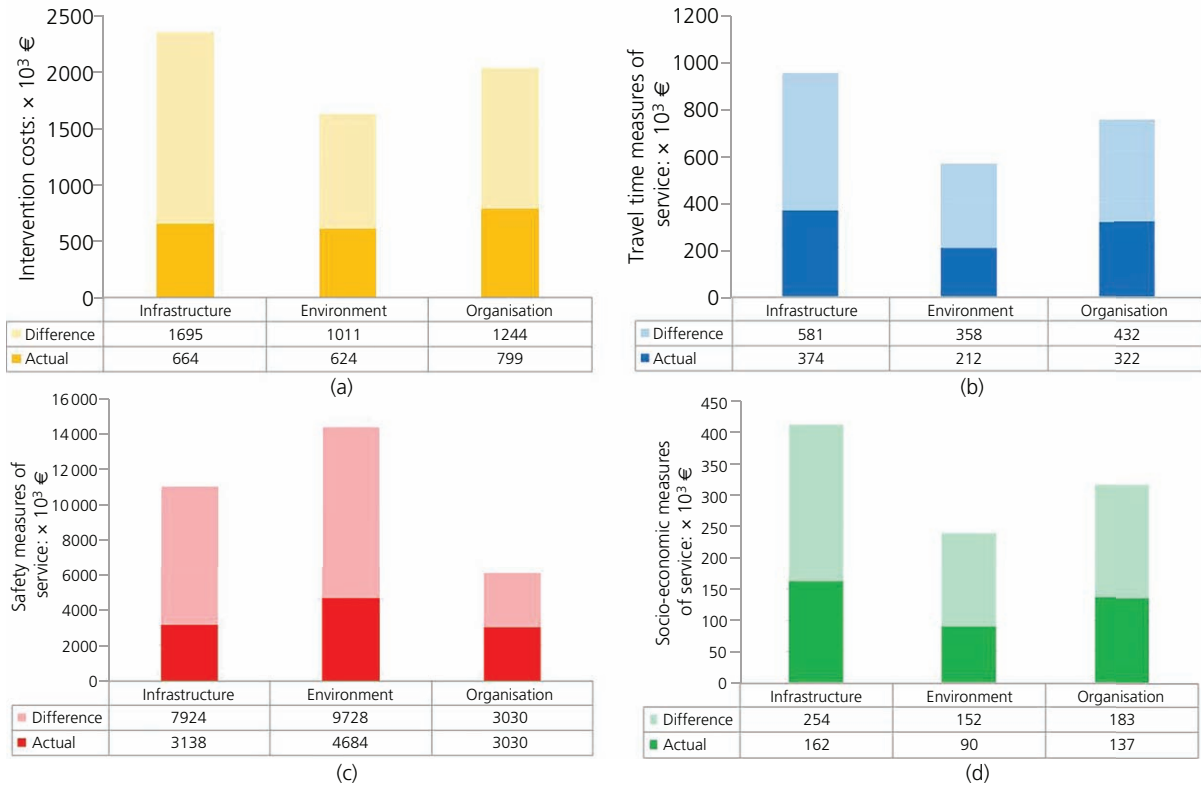 Intervention costs: × 10³ €
2500
2000
1500
1000
500
0
Infrastructure Environment Organisation
Difference 1695 1011 1244
Actual 664 624 799
(a)
Travel time measures of
service: × 10³ €
1200
1000
800
600
400
200
0
Infrastructure Environment Organisation
Difference 581 358 432
Actual 374 212 322
(b)
Safety measures of
service: × 10³ €
16 000
14 000
12 000
10 000
8000
6000
4000
2000
0
Infrastructure Environment Organisation
Difference 7924 9728 3030
Actual 3138 4684 3030
(c)
Socio-economic measures
of service: × 10³ €
450
400
350
300
250
200
150
100
50
0
Infrastructure Environment Organisation
Difference 254 152 183
Actual 162 90 137
(d)